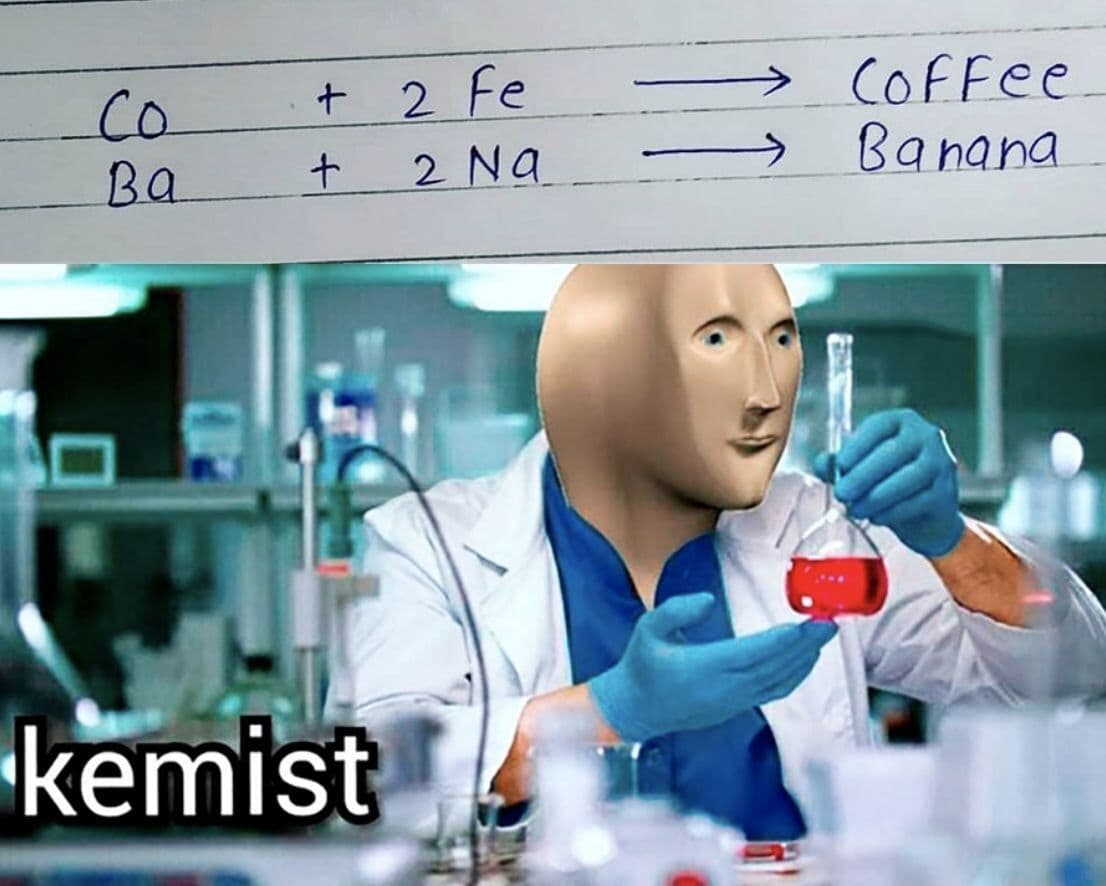 Co + 2 Fe ⟶ CoFFee
Ba + 2 Na ⟶ Banana
kemist